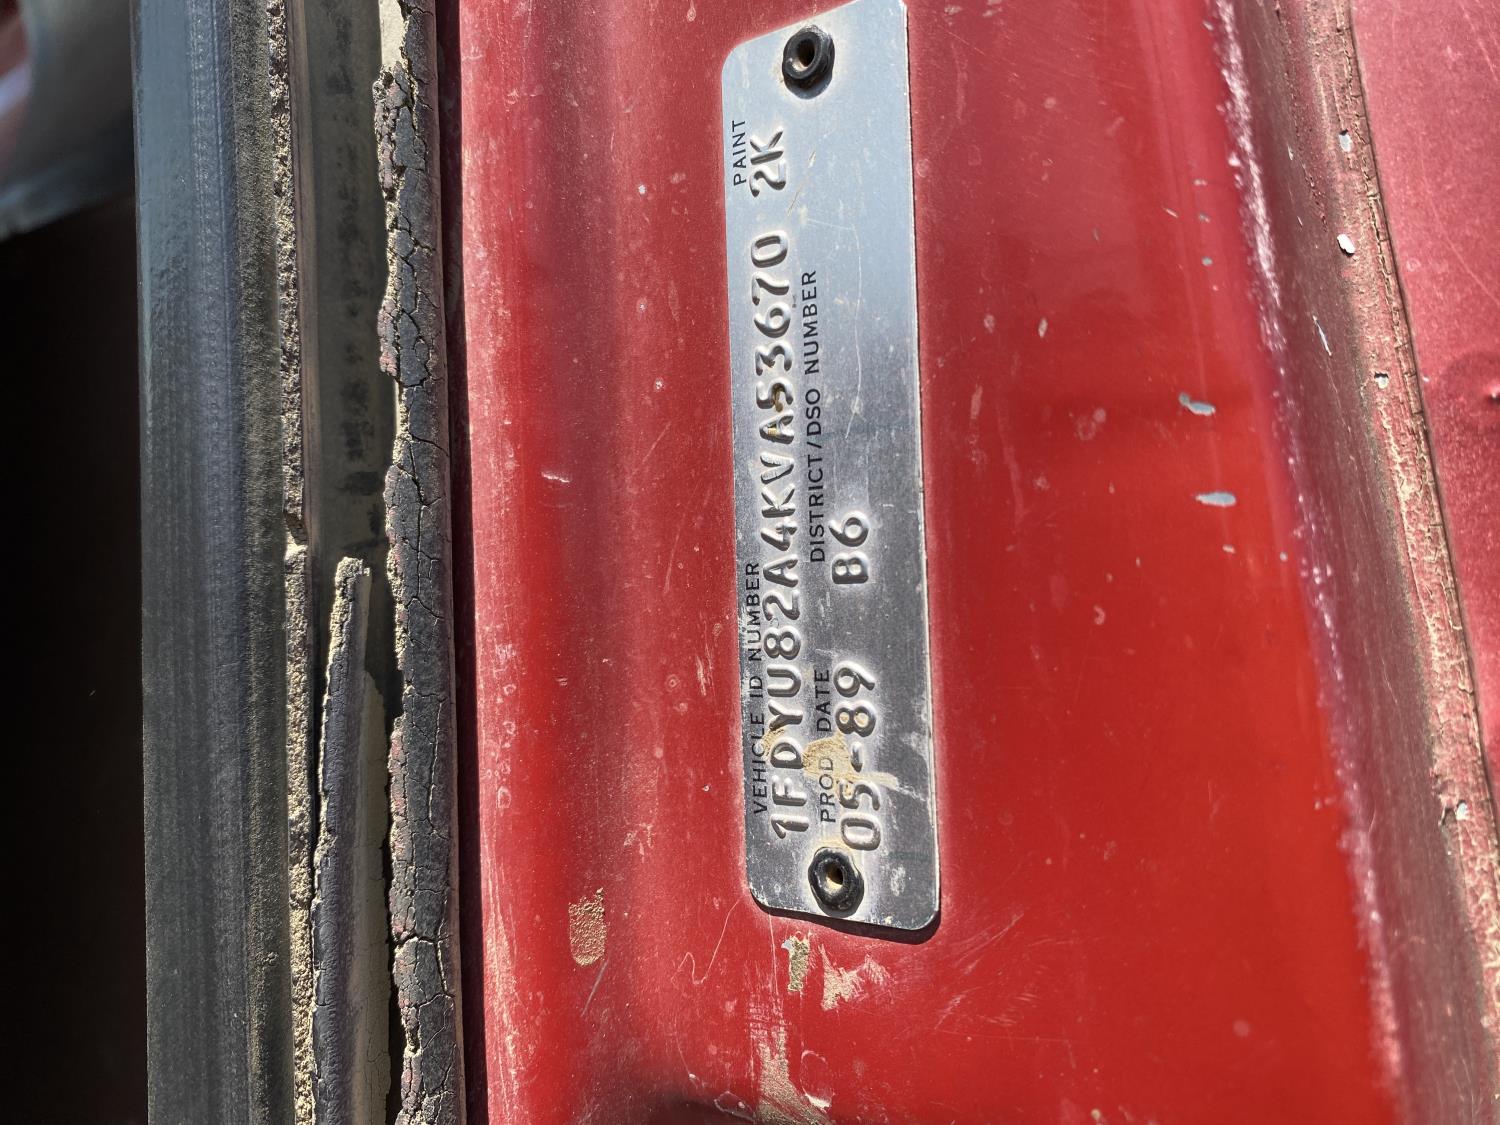 VEHICLE ID NUMBER PAINT
1FDYU82A4KVA53670 2K
PROD DATE DISTRICT/DSO NUMBER
05-89 B6